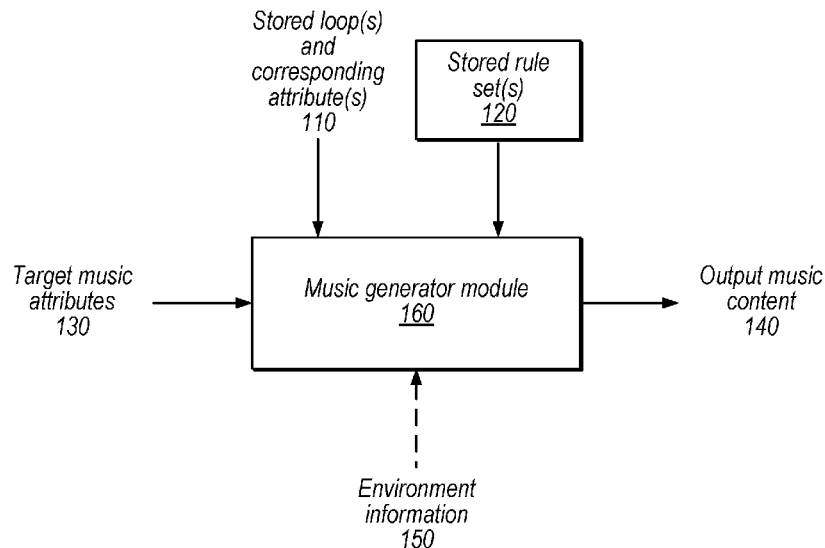 Stored loop(s)
and
corresponding
attribute(s)
110
Stored rule
set(s)
120
Target music
attributes
130
Music generator module
160
Output music
content
140
Environment
information
150